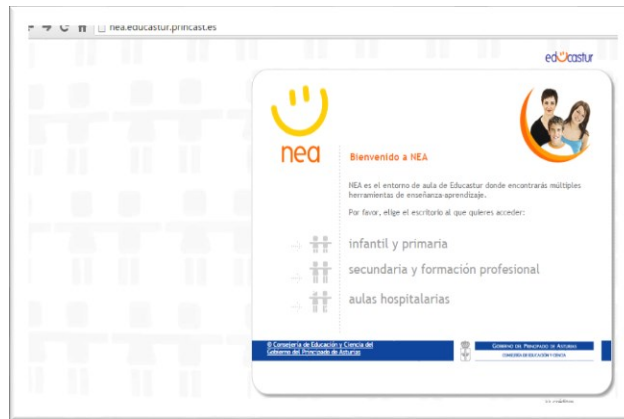 nea.educastur.princast.es
educastur
nea
Bienvenido a NEA
NEA es el entorno de aula de Educastur donde encontrarás múltiples
herramientas de enseñanza-aprendizaje.
Por favor, elige el escritorio al que quieres acceder:
infantil y primaria
secundaria y formación profesional
aulas hospitalarias
© Consejería de Educación y Ciencia del
Gobierno del Principado de Asturias
GOBIERNO DEL PRINCIPADO DE ASTURIAS
CONSEJERÍA DE EDUCACIÓN Y CIENCIA